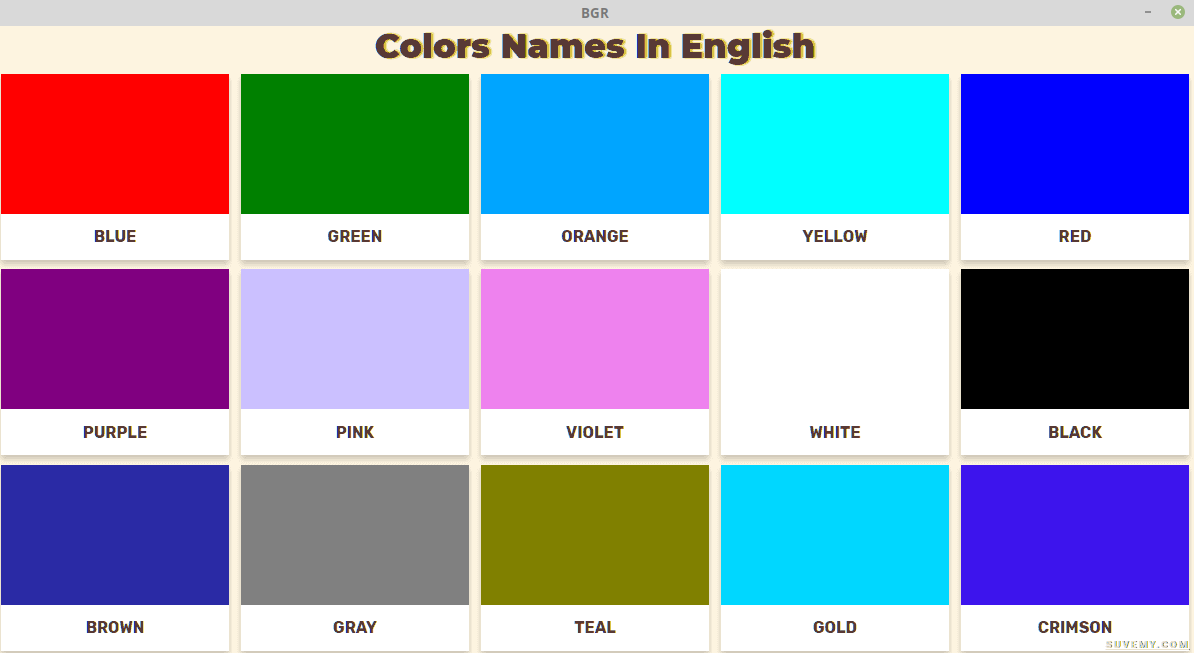 BGR
Colors Names In English
BLUE GREEN ORANGE YELLOW RED
PURPLE PINK VIOLET WHITE BLACK
BROWN GRAY TEAL GOLD CRIMSON
SUVEMY.COM